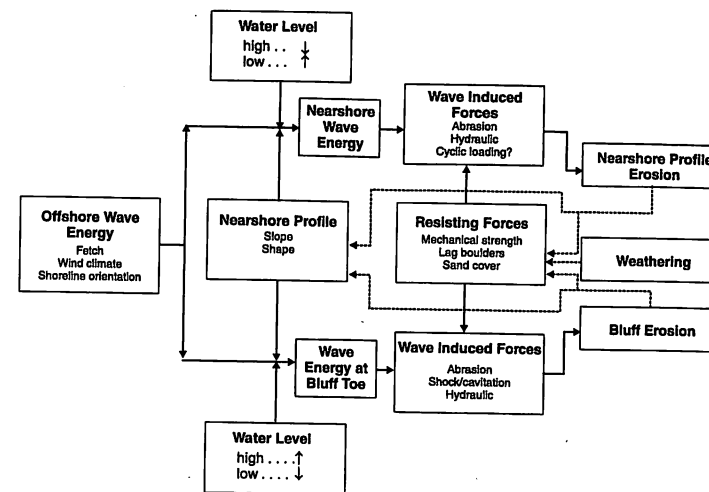 Water Level
high . .
low . . .
Nearshore
Wave
Energy
Wave Induced
Forces
Abrasion
Hydraulic
Cyclic loading?
Nearshore Profile
Erosion
Offshore Wave
Energy
Fetch
Wind climate
Shoreline orientation
Nearshore Profile
Slope
Shape
Resisting Forces
Mechanical strength
Lag boulders
Sand cover
Weathering
Bluff Erosion
Wave
Energy at
Bluff Toe
Wave Induced Forces
Abrasion
Shock/cavitation
Hydraulic
Water Level
high . . . . ↑
low . . . . ↓